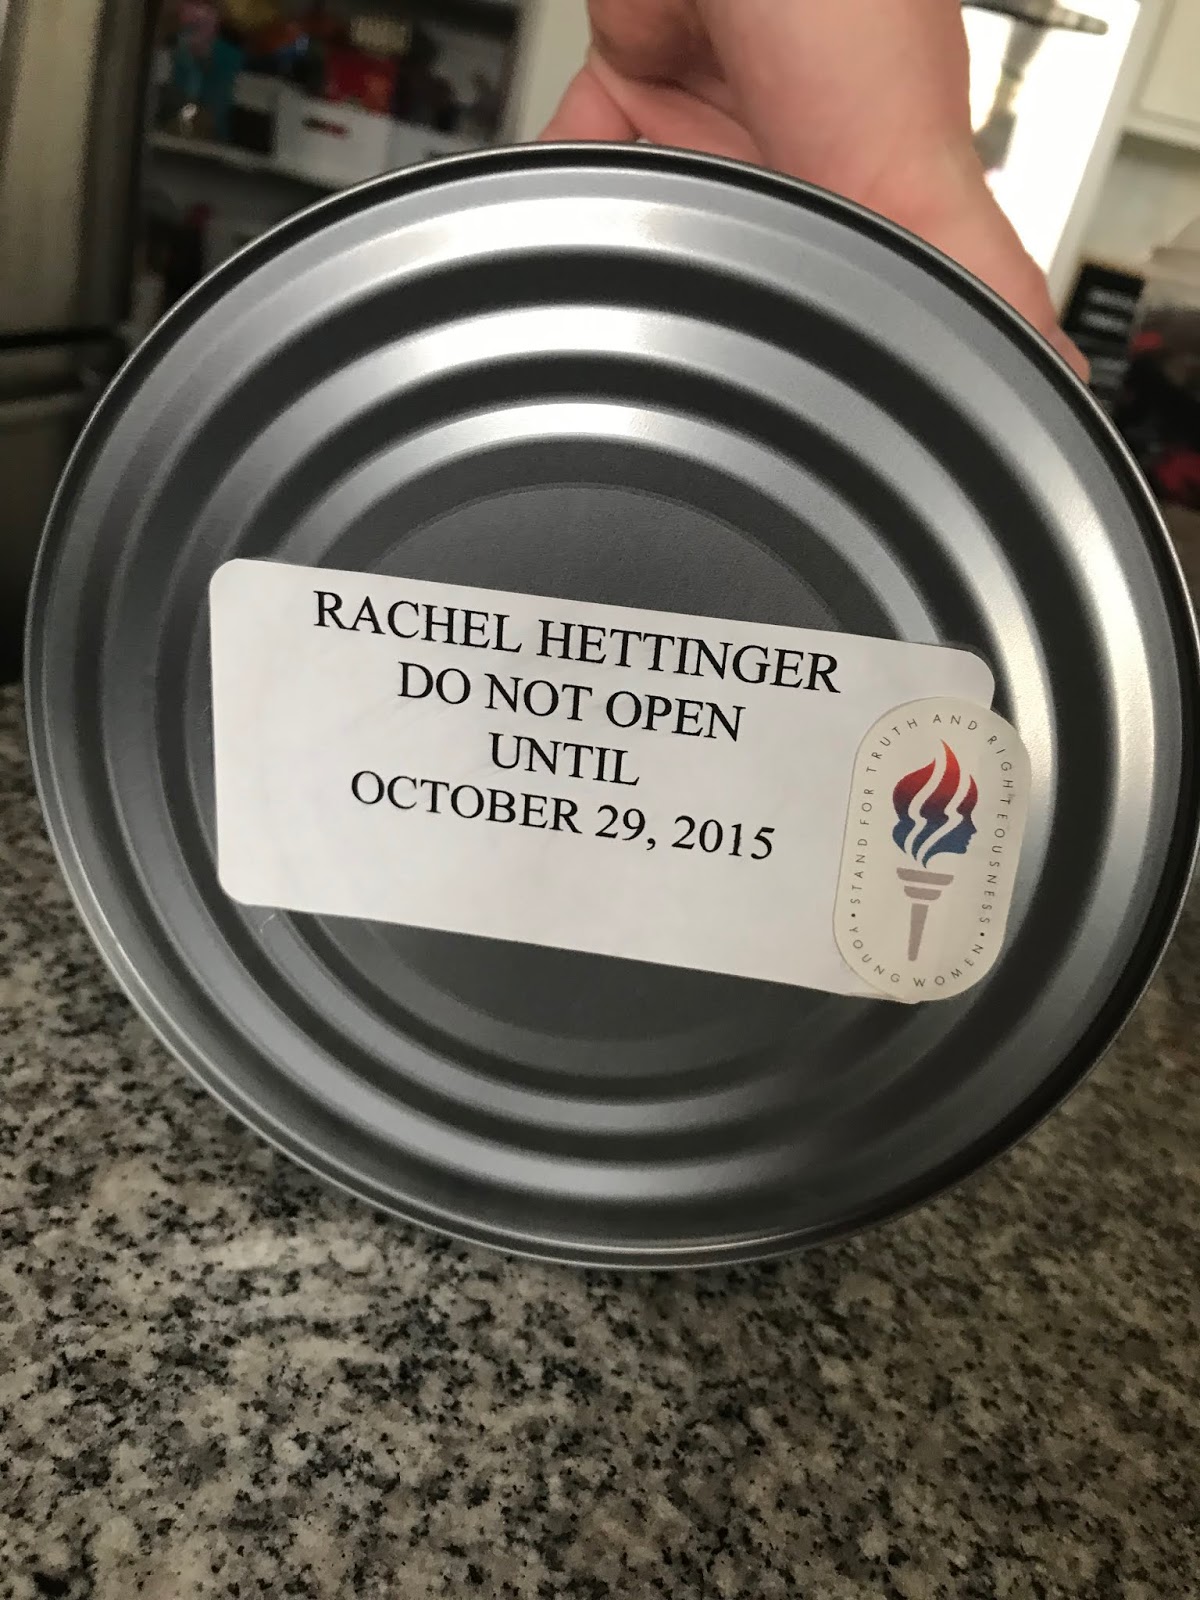 RACHEL HETTINGER
DO NOT OPEN
UNTIL
OCTOBER 29, 2015
STAND FOR TRUTH AND RIGHTEOUSNESS • YOUNG WOMEN •